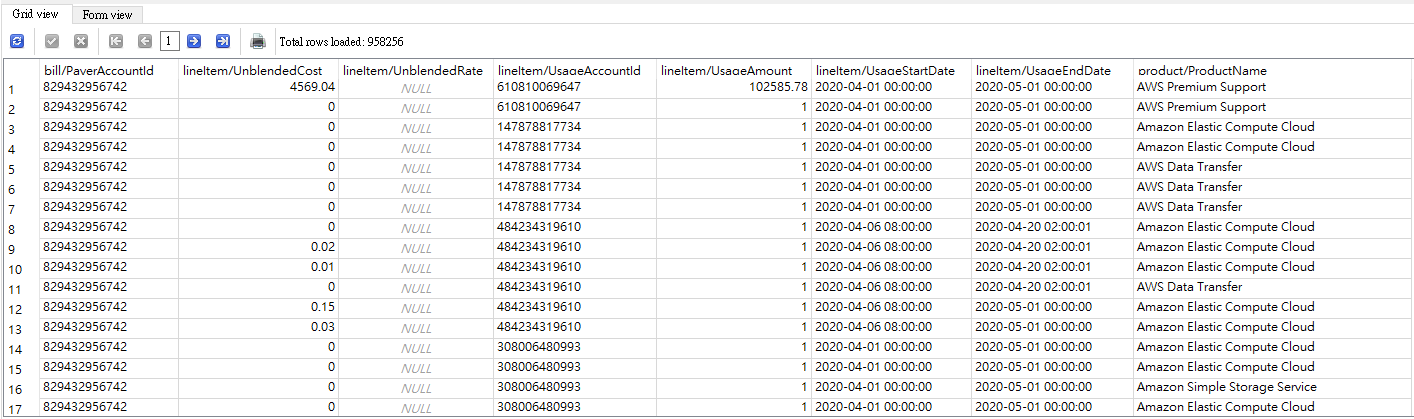 Grid view Form view
1 Total rows loaded: 958256
bill/PayerAccountId lineItem/UnblendedCost lineItem/UnblendedRate lineItem/UsageAccountId lineItem/UsageAmount lineItem/UsageStartDate lineItem/UsageEndDate product/ProductName
1 829432956742 4569.04 NULL 610810069647 102585.78 2020-04-01 00:00:00 2020-05-01 00:00:00 AWS Premium Support
2 829432956742 0 NULL 610810069647 1 2020-04-01 00:00:00 2020-05-01 00:00:00 AWS Premium Support
3 829432956742 0 NULL 147878817734 1 2020-04-01 00:00:00 2020-05-01 00:00:00 Amazon Elastic Compute Cloud
4 829432956742 0 NULL 147878817734 1 2020-04-01 00:00:00 2020-05-01 00:00:00 Amazon Elastic Compute Cloud
5 829432956742 0 NULL 147878817734 1 2020-04-01 00:00:00 2020-05-01 00:00:00 AWS Data Transfer
6 829432956742 0 NULL 147878817734 1 2020-04-01 00:00:00 2020-05-01 00:00:00 AWS Data Transfer
7 829432956742 0 NULL 147878817734 1 2020-04-01 00:00:00 2020-05-01 00:00:00 AWS Data Transfer
8 829432956742 0 NULL 484234319610 1 2020-04-06 08:00:00 2020-04-20 02:00:01 Amazon Elastic Compute Cloud
9 829432956742 0.02 NULL 484234319610 1 2020-04-06 08:00:00 2020-04-20 02:00:01 Amazon Elastic Compute Cloud
10 829432956742 0.01 NULL 484234319610 1 2020-04-06 08:00:00 2020-04-20 02:00:01 Amazon Elastic Compute Cloud
11 829432956742 0 NULL 484234319610 1 2020-04-06 08:00:00 2020-04-20 02:00:01 AWS Data Transfer
12 829432956742 0.15 NULL 484234319610 1 2020-04-06 08:00:00 2020-05-01 00:00:00 Amazon Elastic Compute Cloud
13 829432956742 0.03 NULL 484234319610 1 2020-04-06 08:00:00 2020-05-01 00:00:00 Amazon Elastic Compute Cloud
14 829432956742 0 NULL 308006480993 1 2020-04-01 00:00:00 2020-05-01 00:00:00 Amazon Elastic Compute Cloud
15 829432956742 0 NULL 308006480993 1 2020-04-01 00:00:00 2020-05-01 00:00:00 Amazon Elastic Compute Cloud
16 829432956742 0 NULL 308006480993 1 2020-04-01 00:00:00 2020-05-01 00:00:00 Amazon Simple Storage Service
17 829432956742 0 NULL 308006480993 1 2020-04-01 00:00:00 2020-05-01 00:00:00 Amazon Elastic Compute Cloud